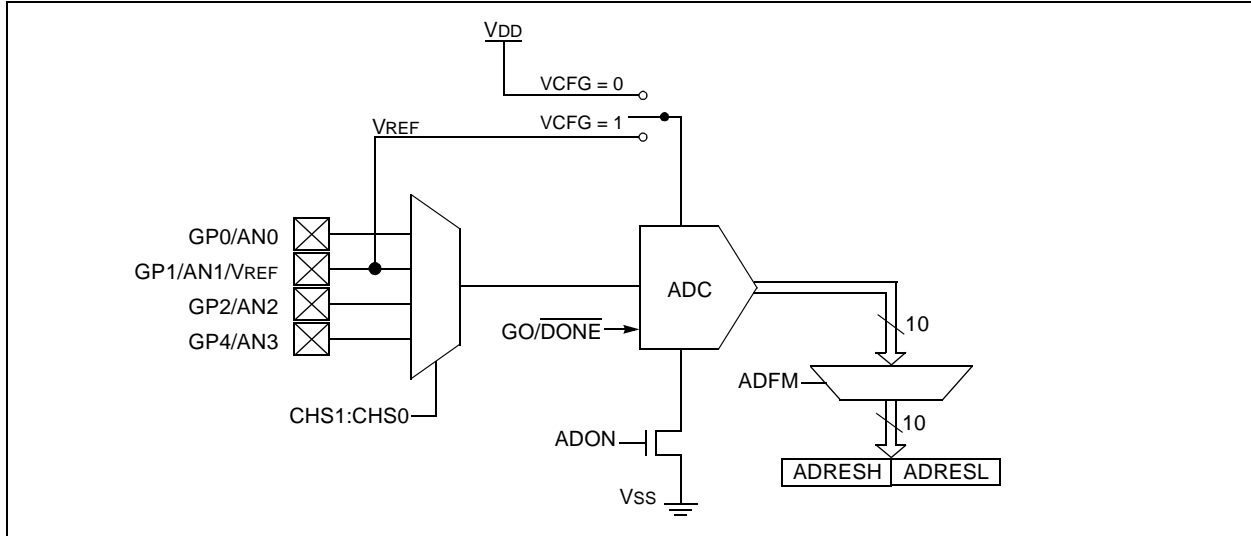 VDD
VCFG = 0
VCFG = 1
VREF
GP0/AN0
GP1/AN1/VREF
GP2/AN2
GP4/AN3
ADC
GO/DONE
10
ADFM
CHS1:CHS0
10
ADON
ADRESH ADRESL
VSS